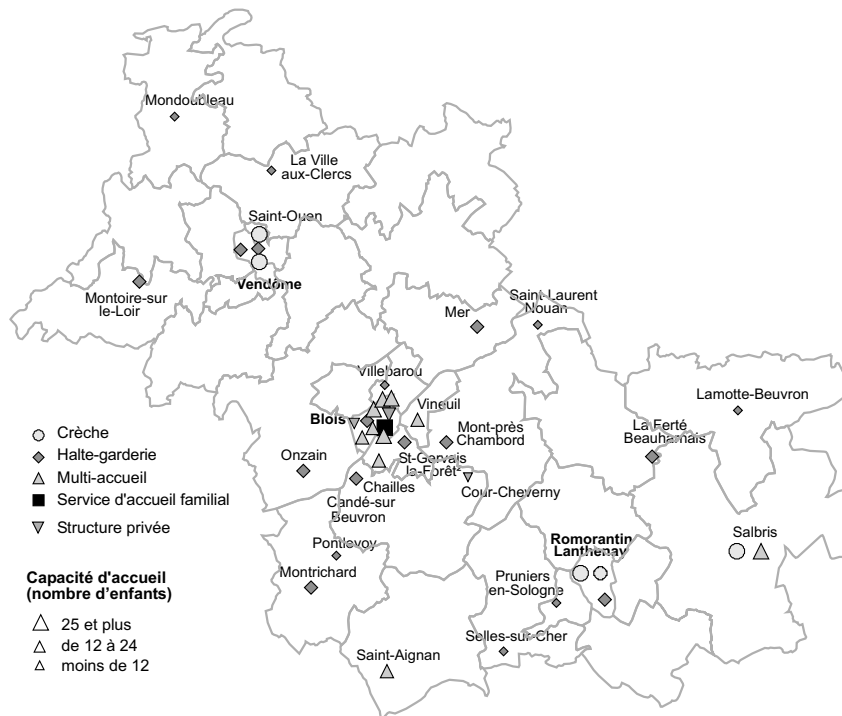 Mondoubleau
La Ville
aux-Clercs
Saint-Ouen
Vendôme
Montoire-sur
le-Loir
Saint Laurent
Nouan
Mer
Villebarou
Lamotte-Beuvron
Vineuil
Blois
Mont-près
Chambord
La Ferté
Beauharnais
St-Gervais
la-Forêt
Onzain
Chailles
Candé-sur
Beuvron
Cour-Cheverny
Crèche
Halte-garderie
Multi-accueil
Service d'accueil familial
Structure privée
Pontlevoy
Montrichard
Romorantin
Lanthenay
Salbris
Pruniers
en-Sologne
Selles-sur-Cher
Saint-Aignan
Capacité d'accueil
(nombre d'enfants)
25 et plus
de 12 à 24
moins de 12